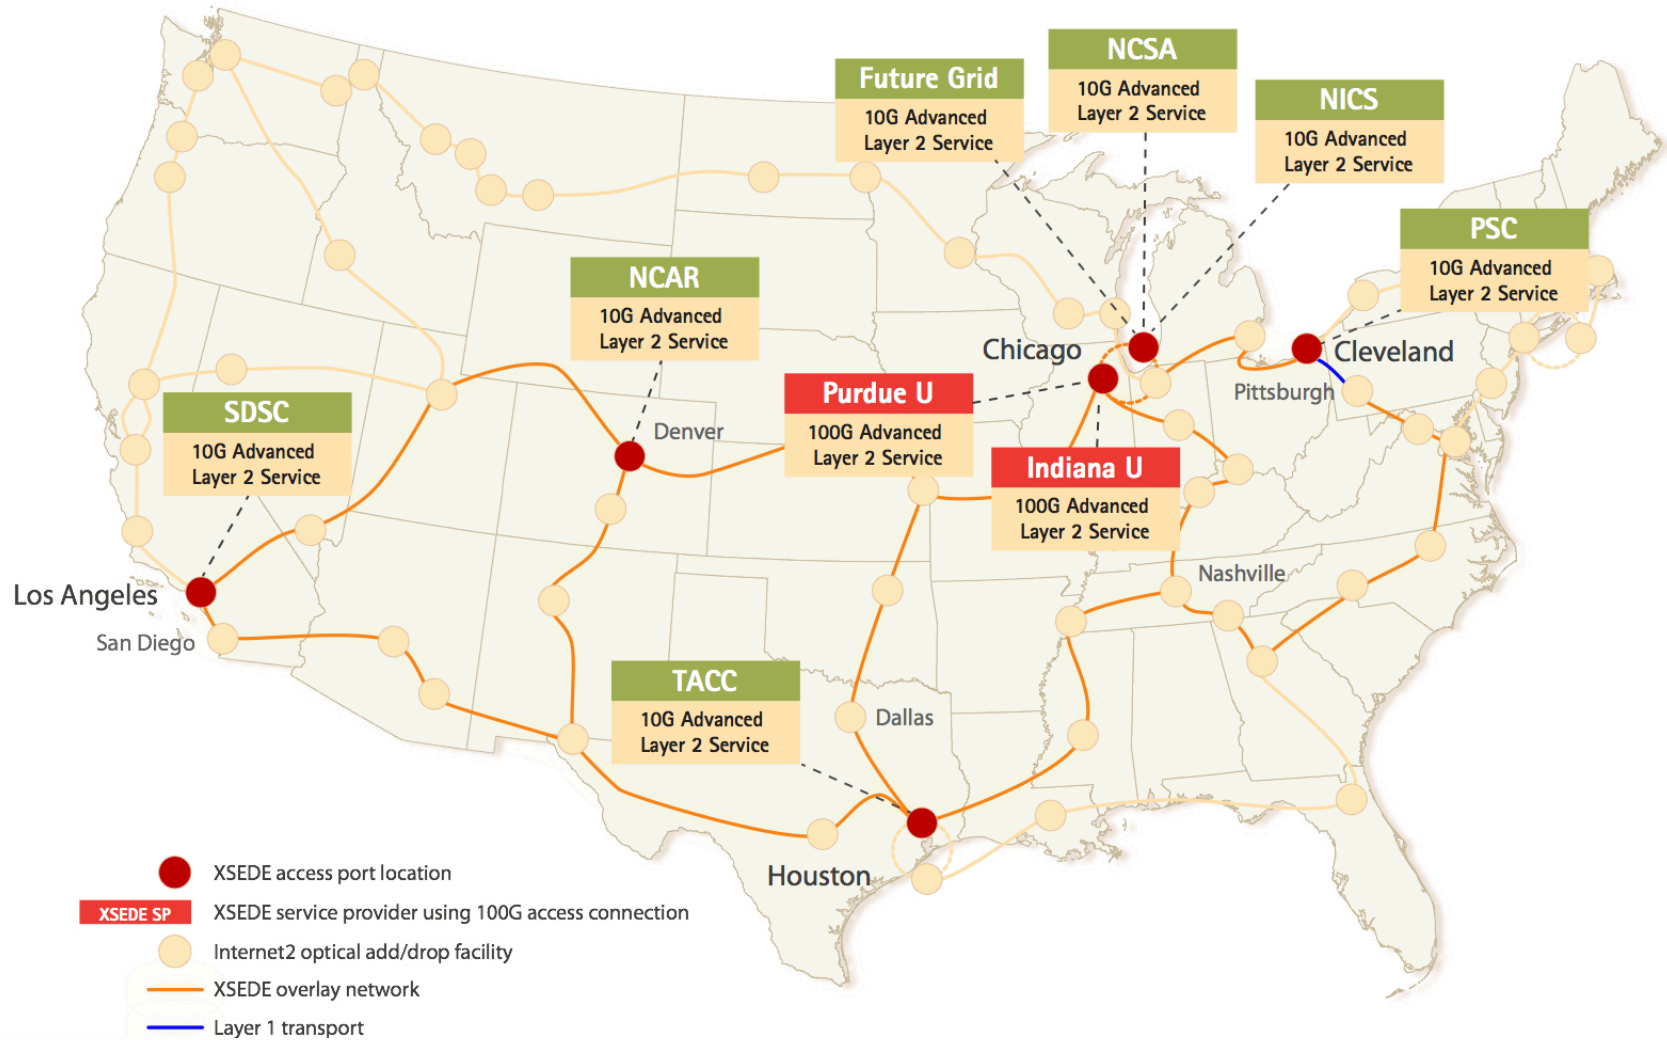 NCSA
10G Advanced
Layer 2 Service
Future Grid
10G Advanced
Layer 2 Service
NICS
10G Advanced
Layer 2 Service
PSC
10G Advanced
Layer 2 Service
NCAR
10G Advanced
Layer 2 Service
Chicago
Cleveland
Purdue U
100G Advanced
Layer 2 Service
Pittsburgh
SDSC
10G Advanced
Layer 2 Service
Denver
Indiana U
100G Advanced
Layer 2 Service
Nashville
Los Angeles
San Diego
TACC
10G Advanced
Layer 2 Service
Dallas
Houston
XSEDE access port location
XSEDE SP XSEDE service provider using 100G access connection
Internet2 optical add/drop facility
XSEDE overlay network
Layer 1 transport